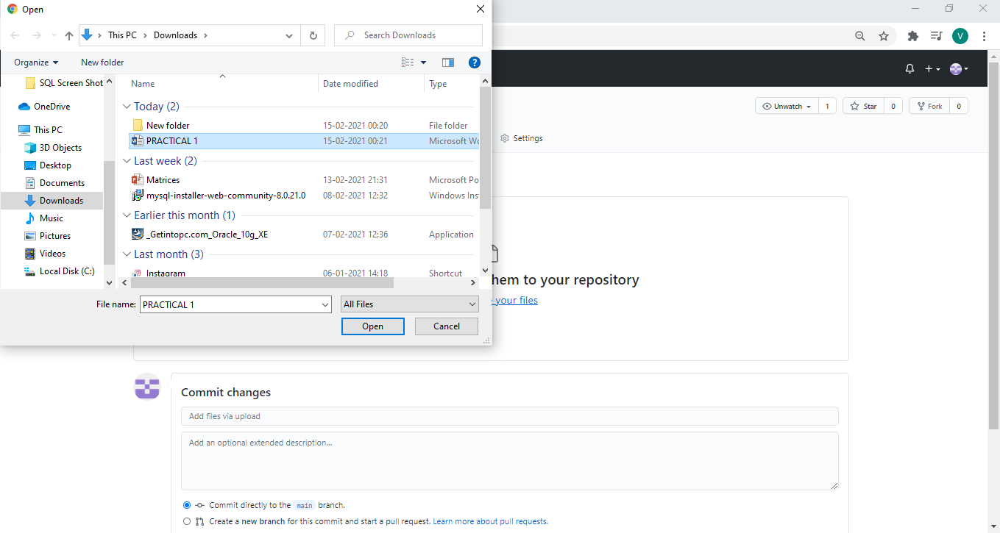 Open
This PC › Downloads ›
Search Downloads
V
Organize
New folder
?
SQL Screen Shot
OneDrive
This PC
3D Objects
Desktop
Documents
Downloads
Music
Pictures
Videos
Local Disk (C:)
Name Date modified Type
Today (2)
New folder 15-02-2021 00:20 File folder
PRACTICAL 1 15-02-2021 00:21 Microsoft Wo
Last week (2)
Matrices 13-02-2021 21:31 Microsoft Po
mysql-installer-web-community-8.0.21.0 08-02-2021 12:32 Windows Inst
Earlier this month (1)
_Getintopc.com_Oracle_10g_XE 07-02-2021 12:36 Application
Last month (3)
Instagram 06-01-2021 14:18 Shortcut
File name: PRACTICAL 1 All Files
Open Cancel
Unwatch 1 Star 0 Fork 0
Settings
hem to your repository
your files
Commit changes
Add files via upload
Add an optional extended description...
Commit directly to the main branch.
Create a new branch for this commit and start a pull request. Learn more about pull requests.